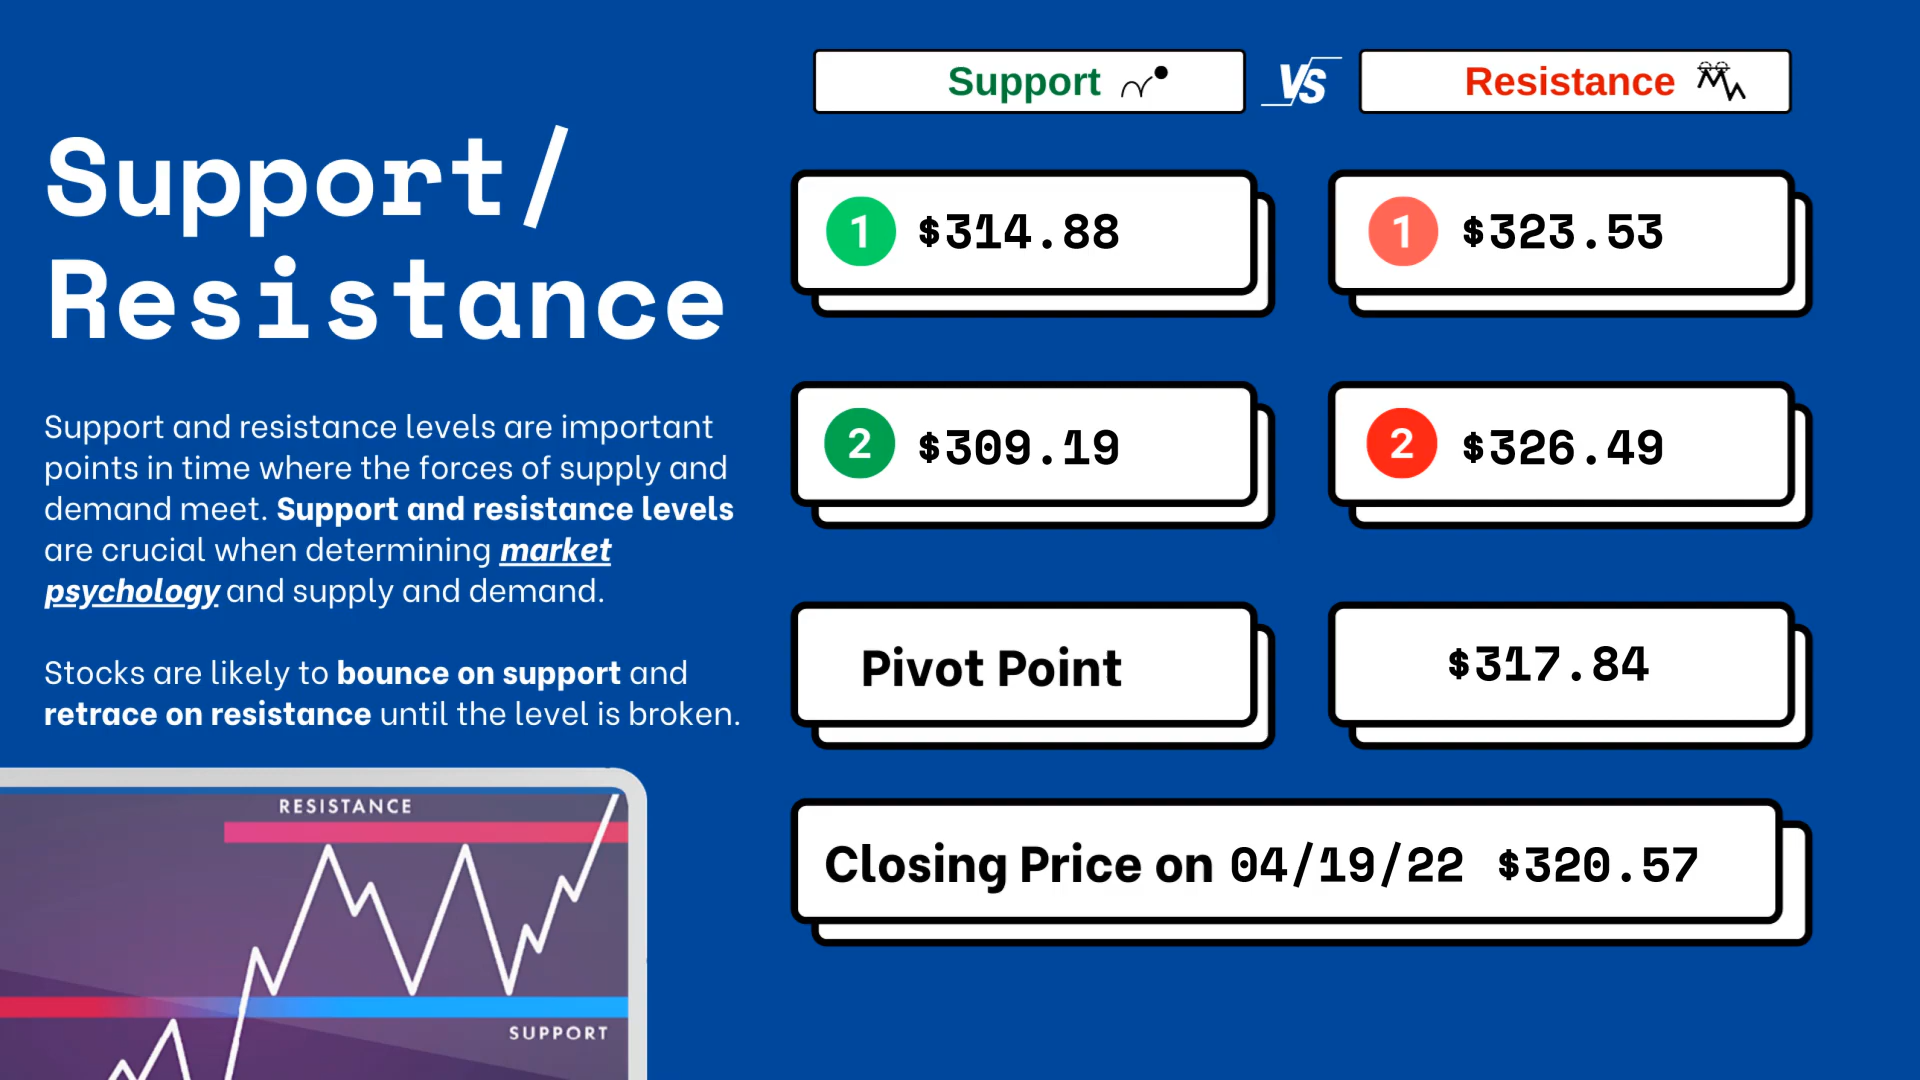 Support/
Resistance
Support and resistance levels are important
points in time where the forces of supply and
demand meet. Support and resistance levels
are crucial when determining market
psychology and supply and demand.
Stocks are likely to bounce on support and
retrace on resistance until the level is broken.
RESISTANCE
SUPPORT
Support VS Resistance
1 $314.88
1 $323.53
2 $309.19
2 $326.49
Pivot Point
$317.84
Closing Price on 04/19/22 $320.57